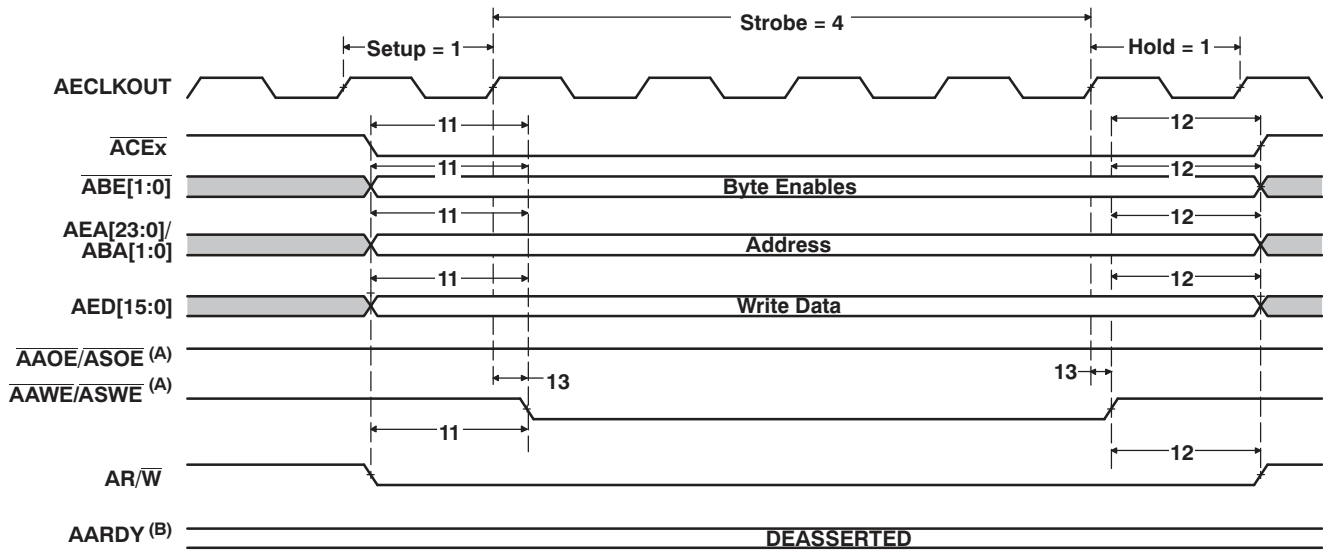 Strobe = 4
Setup = 1
Hold = 1
AECLKOUT
11
12
ACEx
11
12
ABE[1:0]
Byte Enables
11
12
AEA[23:0]/
ABA[1:0]
Address
11
12
AED[15:0]
Write Data
AAOE/ASOE (A)
13
13
AAWE/ASWE (A)
11
12
AR/W
AARDY (B)
DEASSERTED